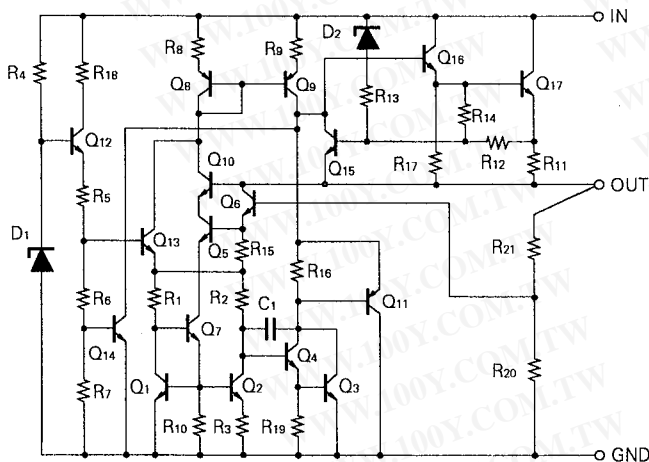 IN
R4
R18
R8
R9
D2
Q16
Q8
Q9
Q17
R13
R14
Q12
Q10
Q15
R12
R17
R11
R5
Q6
OUT
D1
Q13
Q5
R15
R21
R16
R6
R1
R2
C1
Q11
Q7
Q14
Q4
R7
Q1
Q2
Q3
R20
R10
R3
R19
GND
WWW.100Y.COM.TW